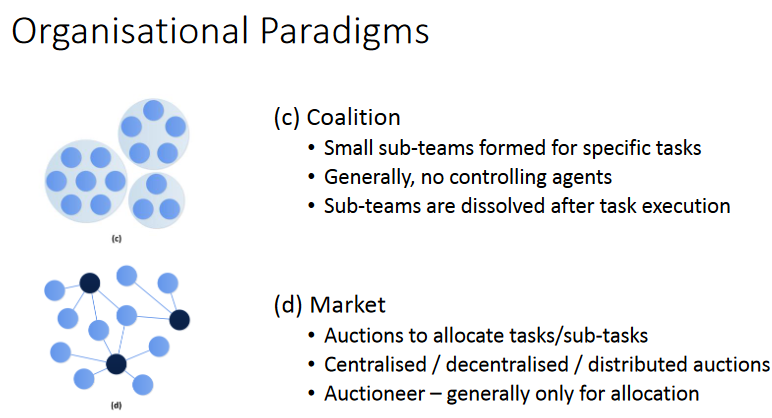 Organisational Paradigms
(c) Coalition
• Small sub-teams formed for specific tasks
• Generally, no controlling agents
• Sub-teams are dissolved after task execution
(c)
(d) Market
• Auctions to allocate tasks/sub-tasks
• Centralised / decentralised / distributed auctions
• Auctioneer – generally only for allocation
(d)